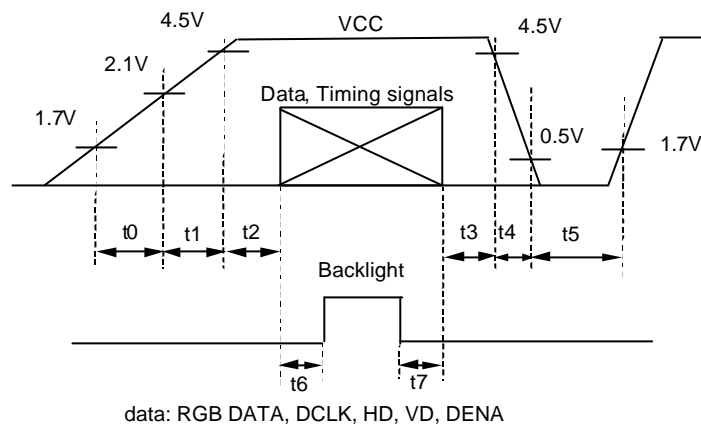 4.5V VCC 4.5V
2.1V
Data, Timing signals
1.7V
0.5V
1.7V
t0 t1 t2 t3 t4 t5
Backlight
t6 t7
data: RGB DATA, DCLK, HD, VD, DENA